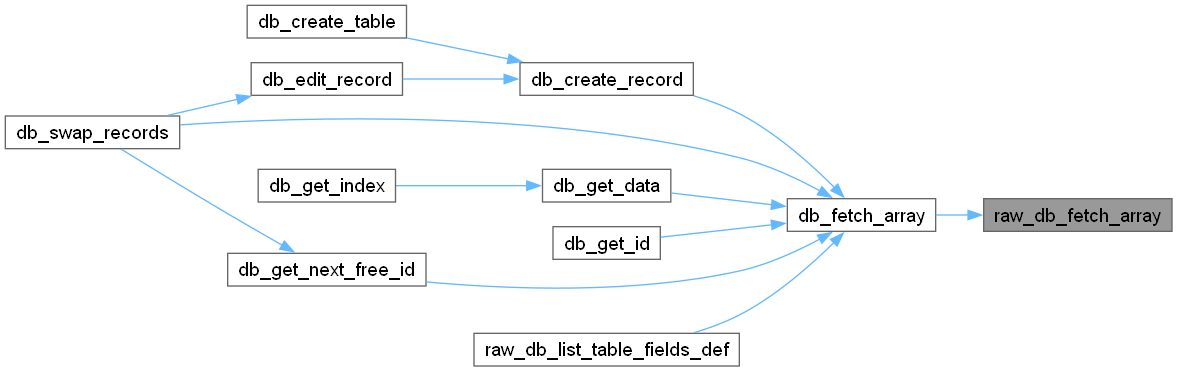 db_create_table
db_edit_record
db_create_record
db_swap_records
db_get_index
db_get_data
db_fetch_array
raw_db_fetch_array
db_get_id
db_get_next_free_id
raw_db_list_table_fields_def